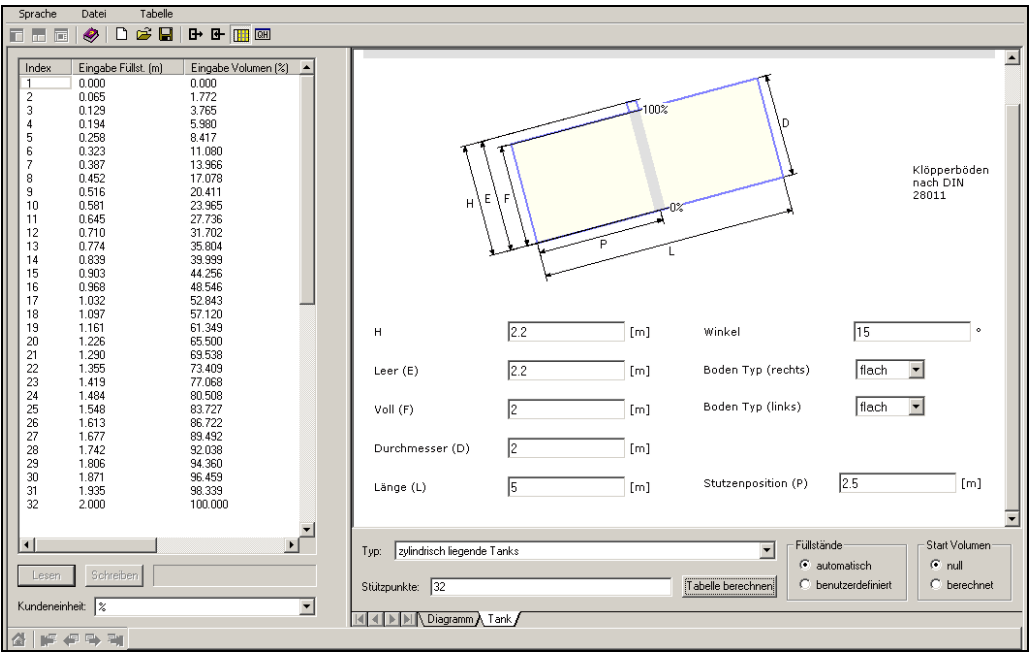 Sprache Datei Tabelle
QH
Index Eingabe Füllst. (m) Eingabe Volumen (%)
1 0.000 0.000
2 0.065 1.772
3 0.129 3.765
4 0.194 5.980
5 0.258 8.417
6 0.323 11.080
7 0.387 13.966
8 0.452 17.078
9 0.516 20.411
10 0.581 23.965
11 0.645 27.736
12 0.710 31.702
13 0.774 35.804
14 0.839 39.999
15 0.903 44.256
16 0.968 48.546
17 1.032 52.843
18 1.097 57.120
19 1.161 61.349
20 1.226 65.500
21 1.290 69.538
22 1.355 73.409
23 1.419 77.068
24 1.484 80.508
25 1.548 83.727
26 1.613 86.722
27 1.677 89.492
28 1.742 92.038
29 1.806 94.360
30 1.871 96.459
31 1.935 98.339
32 2.000 100.000
Lesen Schreiben
Kundeneinheit: %
100%
D
H E F
0%
P
L
Klöpperböden
nach DIN
28011
H 2.2 [m] Winkel 15 °
Leer (E) 2.2 [m] Boden Typ (rechts) flach
Voll (F) 2 [m] Boden Typ (links) flach
Durchmesser (D) 2 [m]
Länge (L) 5 [m] Stutzenposition (P) 2.5 [m]
Typ: zylindrisch liegende Tanks
Stützpunkte: 32 Tabelle berechnen
Füllstände
automatisch
benutzerdefiniert
Start Volumen
null
berechnet
Diagramm Tank